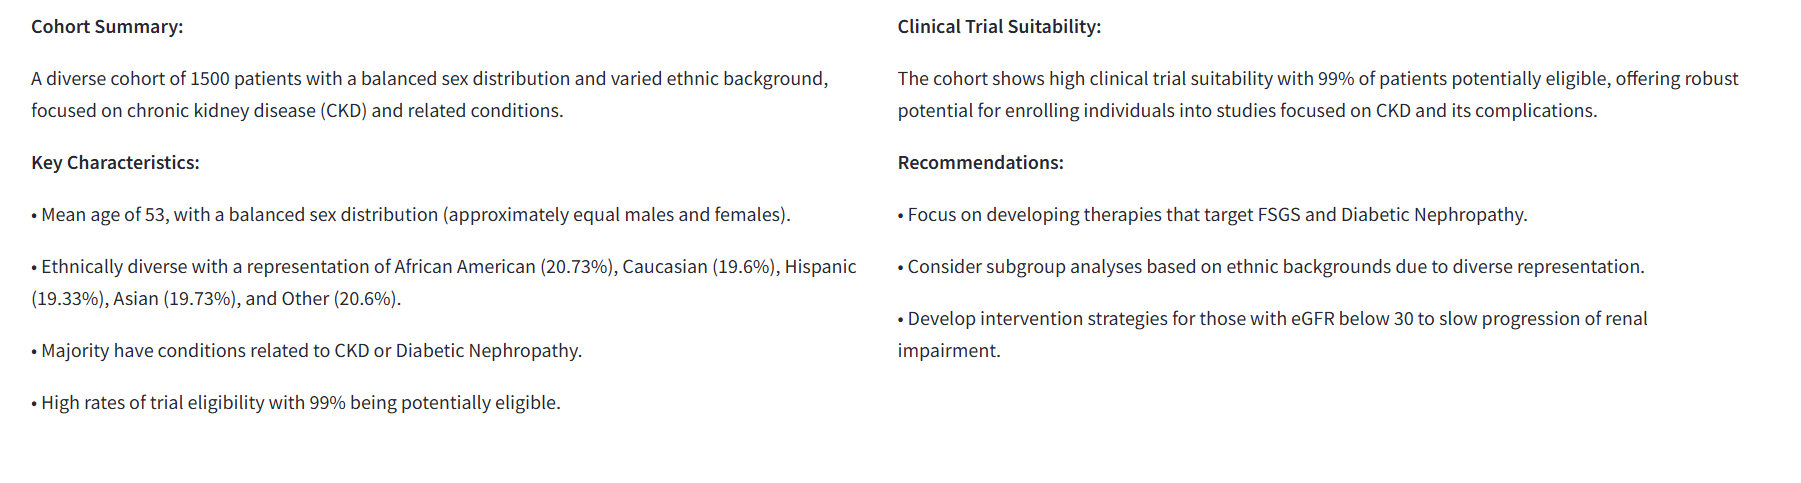 Cohort Summary:
A diverse cohort of 1500 patients with a balanced sex distribution and varied ethnic background,
focused on chronic kidney disease (CKD) and related conditions.
Key Characteristics:
• Mean age of 53, with a balanced sex distribution (approximately equal males and females).
• Ethnically diverse with a representation of African American (20.73%), Caucasian (19.6%), Hispanic
(19.33%), Asian (19.73%), and Other (20.6%).
• Majority have conditions related to CKD or Diabetic Nephropathy.
• High rates of trial eligibility with 99% being potentially eligible.
Clinical Trial Suitability:
The cohort shows high clinical trial suitability with 99% of patients potentially eligible, offering robust
potential for enrolling individuals into studies focused on CKD and its complications.
Recommendations:
• Focus on developing therapies that target FSGS and Diabetic Nephropathy.
• Consider subgroup analyses based on ethnic backgrounds due to diverse representation.
• Develop intervention strategies for those with eGFR below 30 to slow progression of renal
impairment.